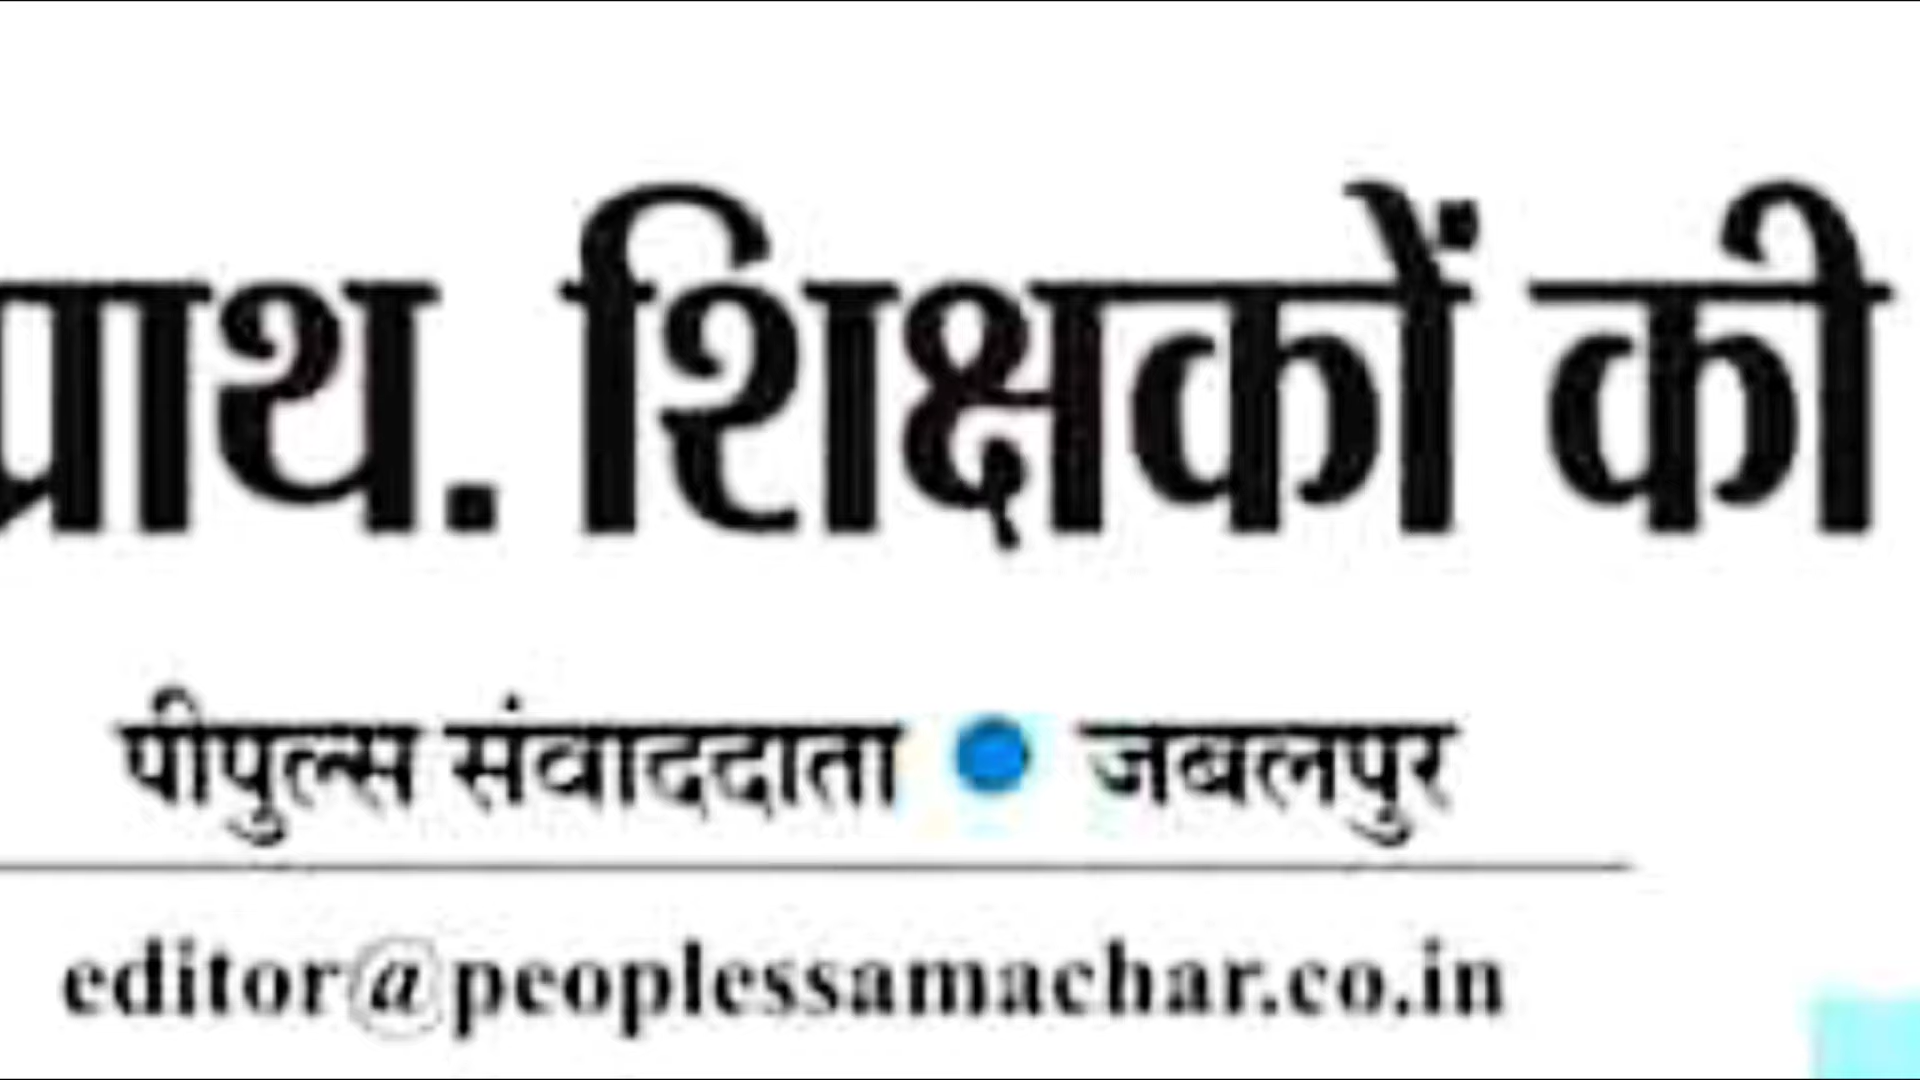 प्राथ. शिक्षकों की
पीपुल्स संवाददाता ● जबलपुर
editor@peoplessamachar.co.in